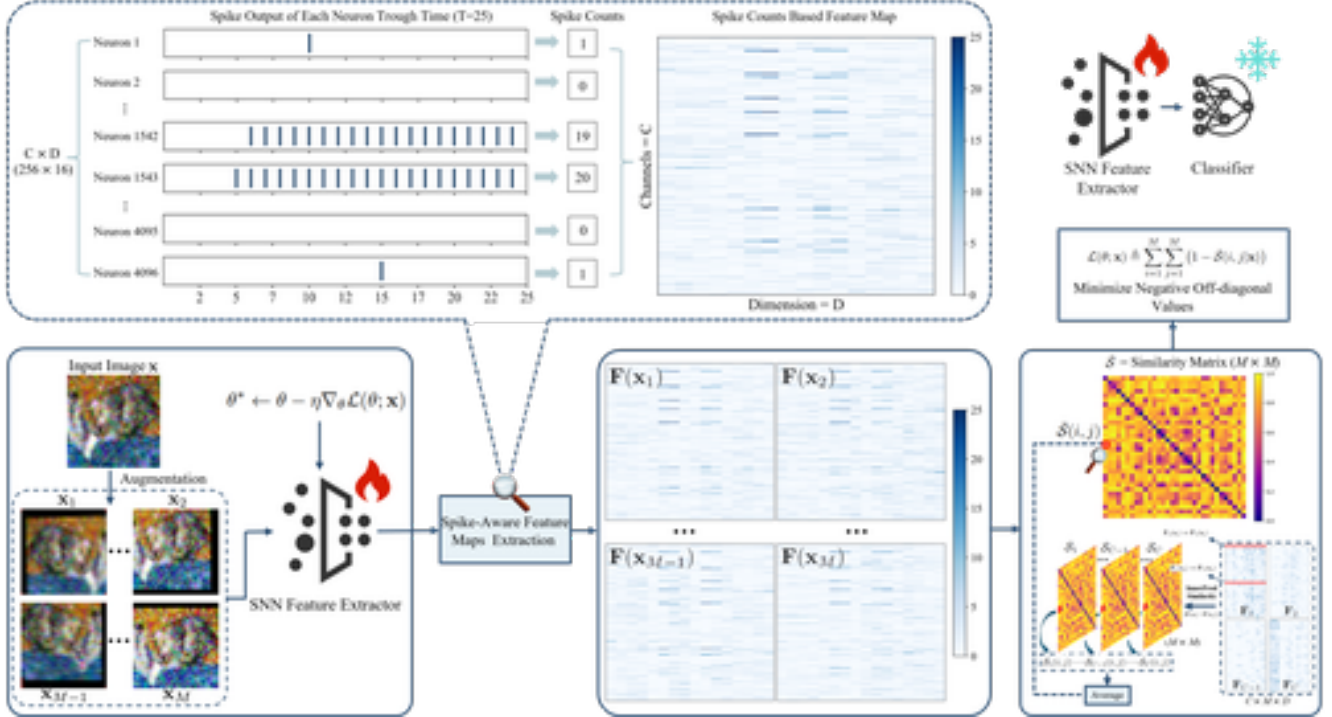 Spike Output of Each Neuron Trough Time (T=25)
Spike Counts
Spike Counts Based Feature Map
Neuron 1
1
Neuron 2
0
Neuron 1542
19
C × D
(256 × 16)
Neuron 1543
20
Neuron 4095
0
Neuron 4096
1
2 5 8 10 13 15 17 20 22 25
Channels = C
Dimension = D
25
20
15
10
5
0
SNN Feature
Extractor
Classifier
Minimize Negative Off-diagonal
Values
Input Image x
θ* ← θ − η∇θL(θ; x)
Augmentation
x1
x2
...
...
xM−1
xM
SNN Feature Extractor
Spike-Aware Feature
Maps Extraction
F(x1)
F(x2)
...
...
F(xM−1)
F(xM)
25
20
15
10
5
0
S = Similarity Matrix (M × M)
S̄(i, j)
(M × M)
Average
C × M × D